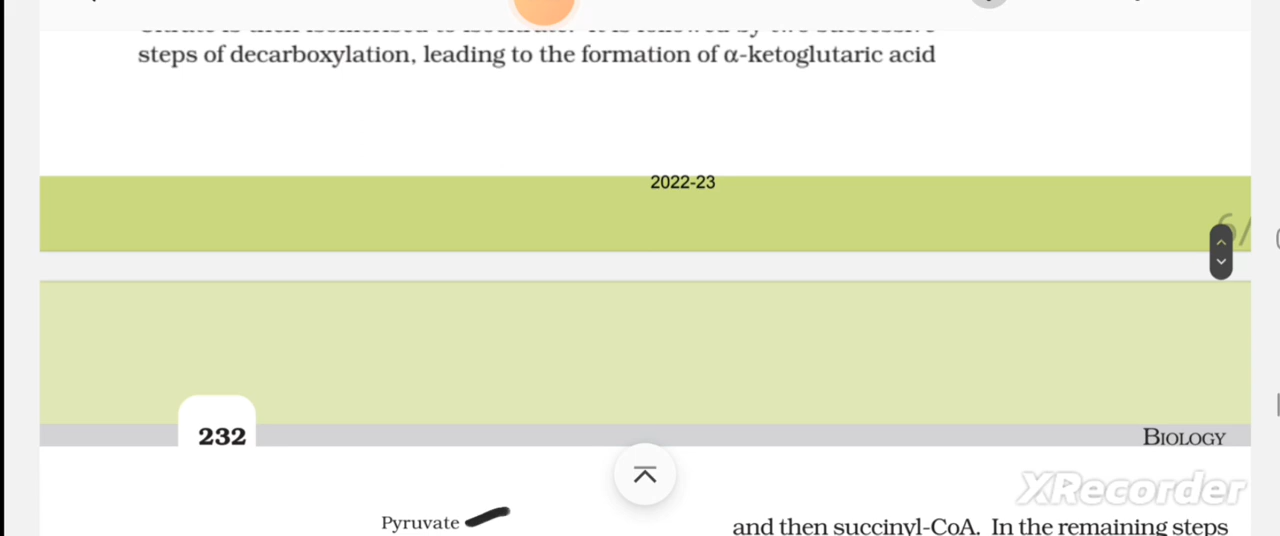 steps of decarboxylation, leading to the formation of α-ketoglutaric acid
2022-23
6/
232
BIOLOGY
XRecorder
Pyruvate
and then succinyl-CoA. In the remaining steps